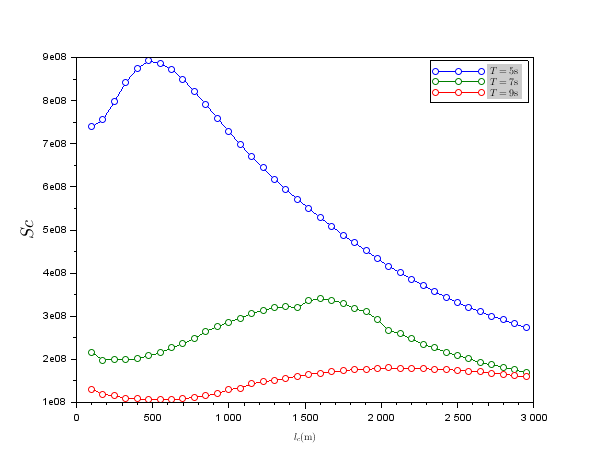 9e08
T = 5s
T = 7s
8e08
T = 9s
7e08
6e08
Sc
5e08
4e08
3e08
2e08
1e08
0 500 1 000 1 500 2 000 2 500 3 000
l_c(m)